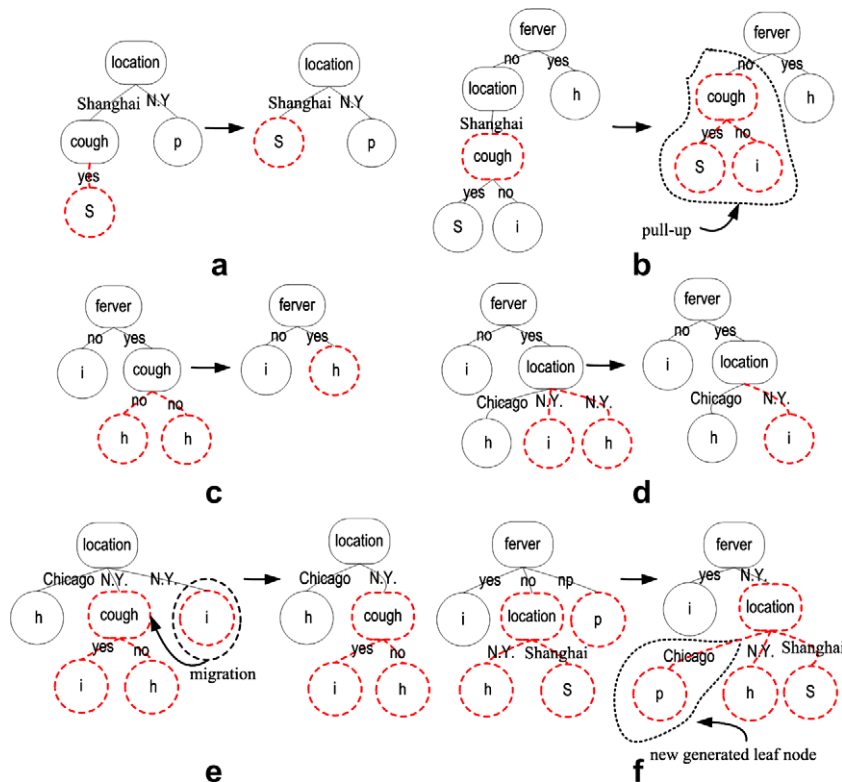 location
Shanghai N.Y
cough p
yes
S
location
Shanghai N.Y
S p
a
ferver
no yes
location h
Shanghai
cough
yes no
S i
ferver
no yes
cough h
yes no
S i
pull-up
b
ferver
no yes
i cough
no no
h h
ferver
no yes
i h
c
ferver
no yes
i location
Chicago N.Y. N.Y.
h i h
ferver
no yes
i location
Chicago N.Y.
h i
d
location
Chicago N.Y. N.Y.
h cough i
yes no
i h
migration
location
Chicago N.Y.
h cough
yes no
i h
e
ferver
yes no np
i location p
N.Y. Shanghai
h S
ferver
yes N.Y.
i location
Chicago N.Y. Shanghai
p h S
new generated leaf node
f